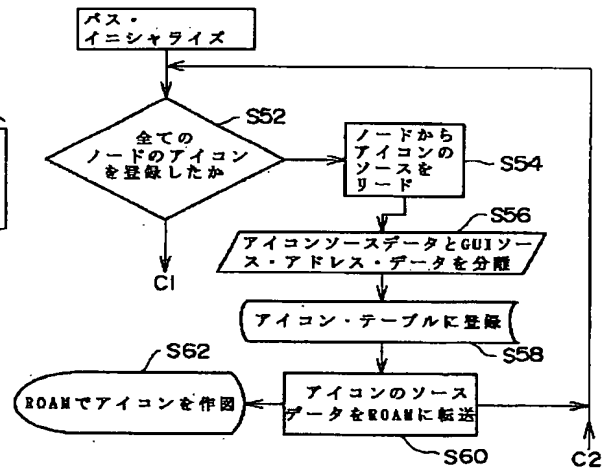 パス・
イニシャライズ
S52
全ての
ノードのアイコン
を登録したか
ノードから
アイコンの
ソースを
リード
S54
C1
S56
アイコンソースデータとGUIソー
ス・アドレス・データを分離
アイコン・テーブルに登録
S58
S62
ROAMでアイコンを作図
アイコンのソース
データをROAMに転送
S60
C2